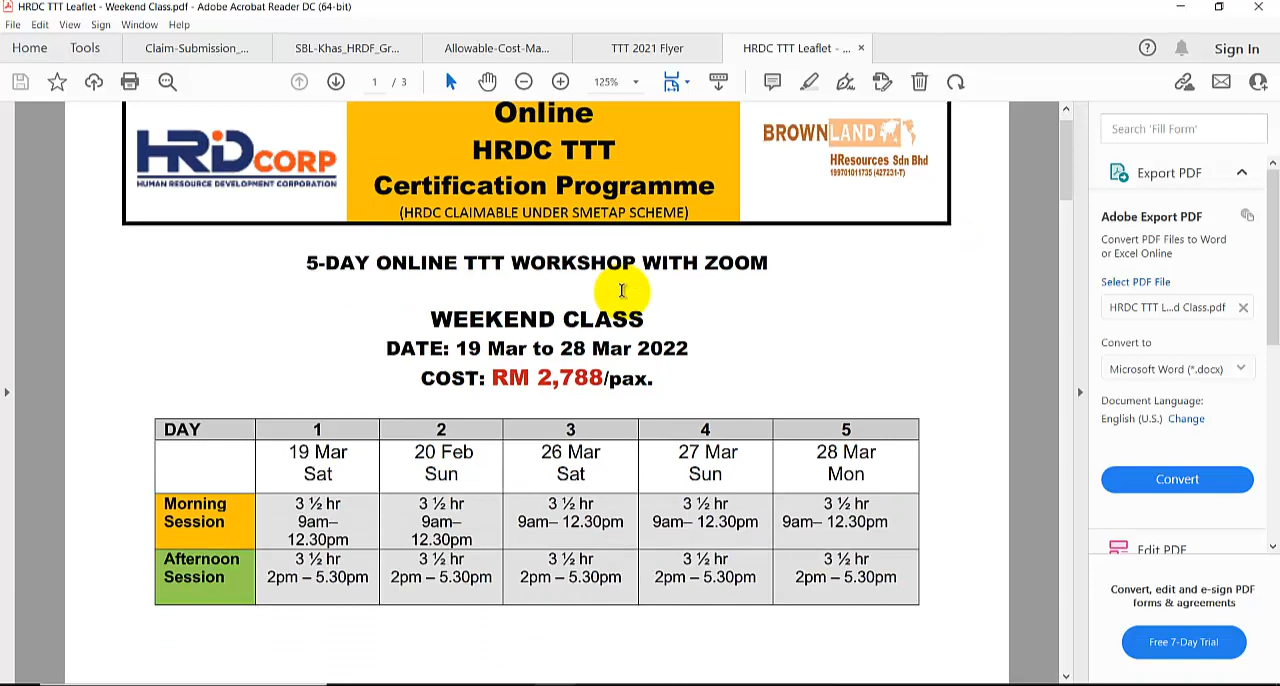 HRDC TTT Leaflet - Weekend Class.pdf - Adobe Acrobat Reader DC (64-bit)
File Edit View Sign Window Help
Home Tools Claim-Submission_... SBL-Khas_HRDF_Gr... Allowable-Cost-Ma... TTT 2021 Flyer HRDC TTT Leaflet - ... × Sign In
1 / 3 125%
Online
HRDC TTT
Certification Programme
(HRDC CLAIMABLE UNDER SMETAP SCHEME)
HRDCORP
HUMAN RESOURCE DEVELOPMENT CORPORATION
BROWNLAND
HResources Sdn Bhd
199701011735 (427231-T)
5-DAY ONLINE TTT WORKSHOP WITH ZOOM
WEEKEND CLASS
DATE: 19 Mar to 28 Mar 2022
COST: RM 2,788/pax.
DAY 1 2 3 4 5
19 Mar 20 Feb 26 Mar 27 Mar 28 Mar
Sat Sun Sat Sun Mon
Morning 3 ½ hr 3 ½ hr 3 ½ hr 3 ½ hr 3 ½ hr
Session 9am– 9am– 9am– 12.30pm 9am– 12.30pm 9am– 12.30pm
12.30pm 12.30pm
Afternoon 3 ½ hr 3 ½ hr 3 ½ hr 3 ½ hr 3 ½ hr
Session 2pm – 5.30pm 2pm – 5.30pm 2pm – 5.30pm 2pm – 5.30pm 2pm – 5.30pm
Search 'Fill Form'
Export PDF
Adobe Export PDF
Convert PDF Files to Word
or Excel Online
Select PDF File
HRDC TTT L...d Class.pdf
Convert to
Microsoft Word (*.docx)
Document Language:
English (U.S.) Change
Convert
Edit PDF
Convert, edit and e-sign PDF
forms & agreements
Free 7-Day Trial